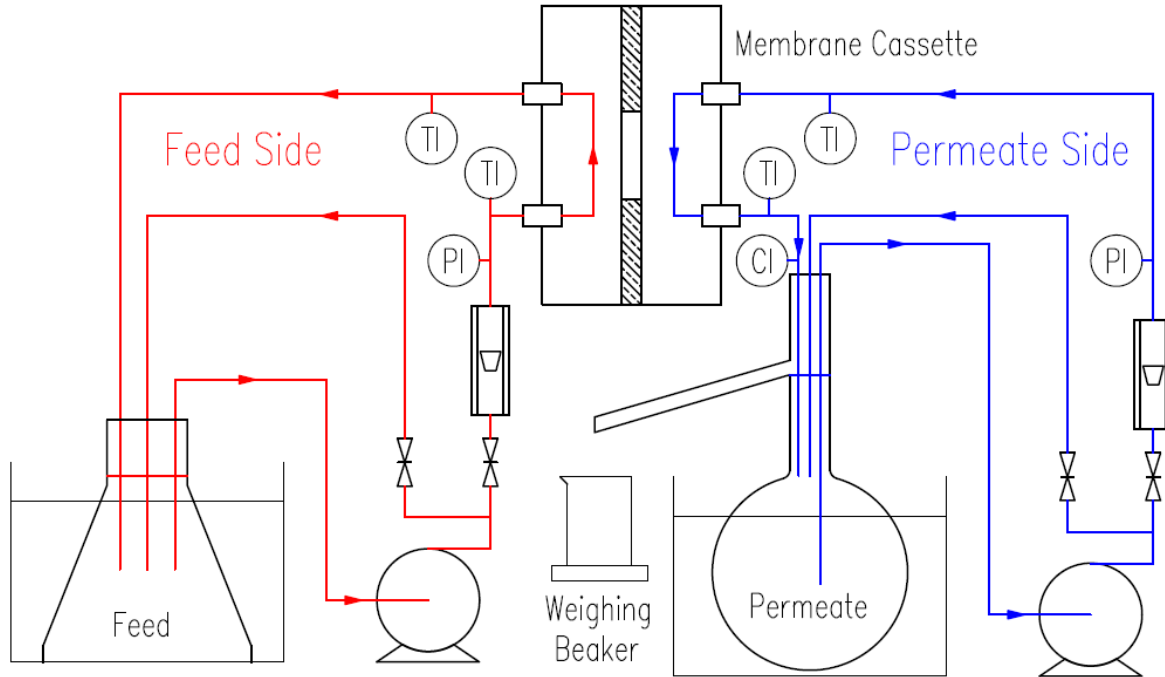 Membrane Cassette
TI
TI
Feed Side
TI
TI
Permeate Side
PI
CI
PI
Feed
Weighing
Beaker
Permeate